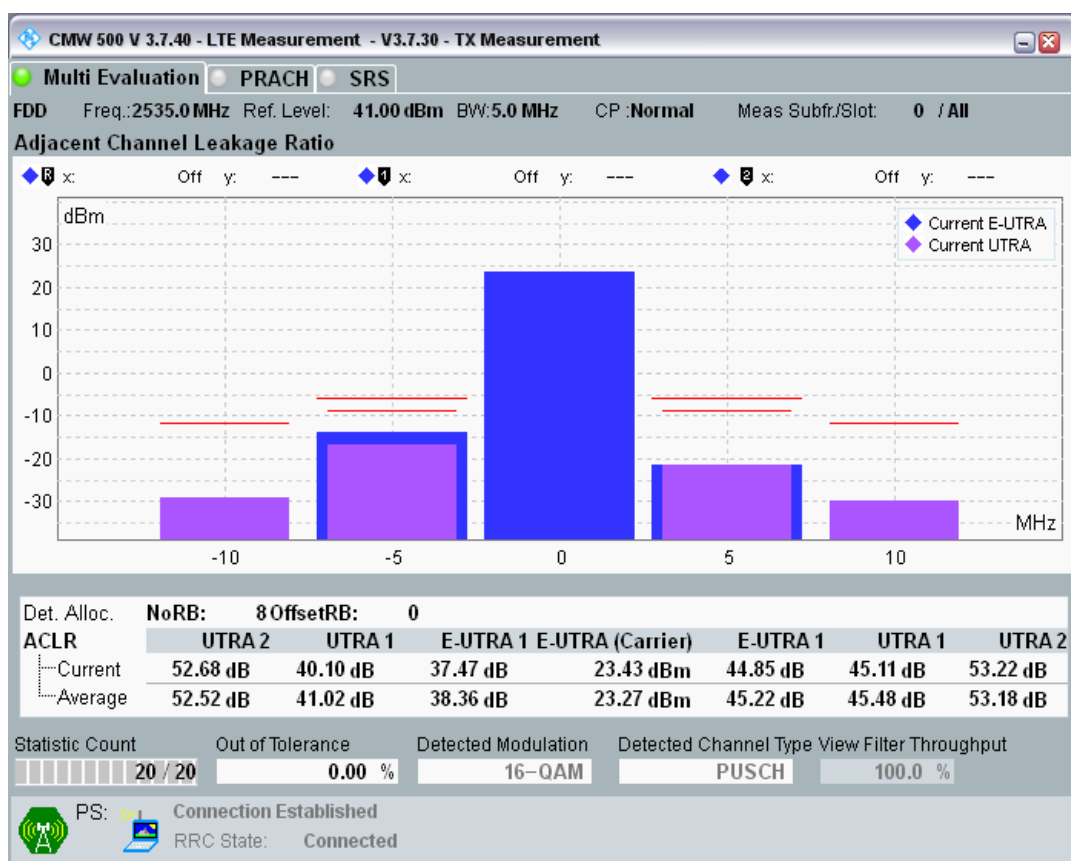 CMW 500 V 3.7.40 - LTE Measurement - V3.7.30 - TX Measurement
Multi Evaluation PRACH SRS
FDD Freq.:2535.0 MHz Ref. Level: 41.00 dBm BW:5.0 MHz CP :Normal Meas Subfr./Slot: 0 / All
Adjacent Channel Leakage Ratio
R x: Off y: --- 1 x: Off y: --- 2 x: Off y: ---
dBm
Current E-UTRA
Current UTRA
30
20
10
0
-10
-20
-30
MHz
-10 -5 0 5 10
Det. Alloc. NoRB: 8 OffsetRB: 0
ACLR UTRA 2 UTRA 1 E-UTRA 1 E-UTRA (Carrier) E-UTRA 1 UTRA 1 UTRA 2
Current 52.68 dB 40.10 dB 37.47 dB 23.43 dBm 44.85 dB 45.11 dB 53.22 dB
Average 52.52 dB 41.02 dB 38.36 dB 23.27 dBm 45.22 dB 45.48 dB 53.18 dB
Statistic Count Out of Tolerance Detected Modulation Detected Channel Type View Filter Throughput
20 / 20 0.00 % 16-QAM PUSCH 100.0 %
PS: Connection Established
RRC State: Connected